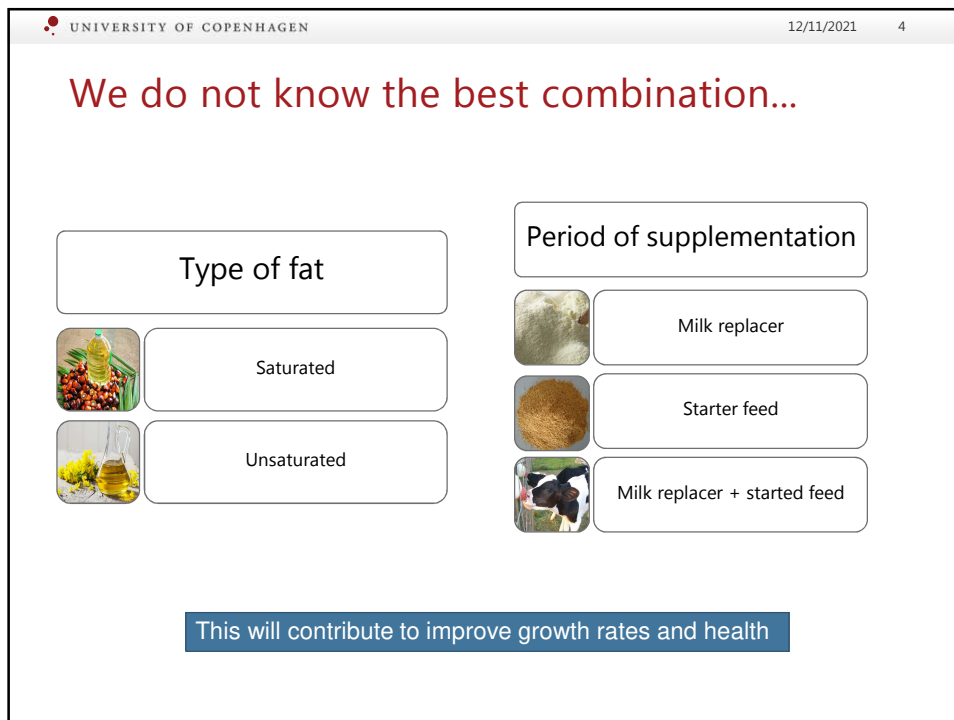 UNIVERSITY OF COPENHAGEN
12/11/2021 4
We do not know the best combination...
Type of fat
Saturated
Unsaturated
Period of supplementation
Milk replacer
Starter feed
Milk replacer + started feed
This will contribute to improve growth rates and health